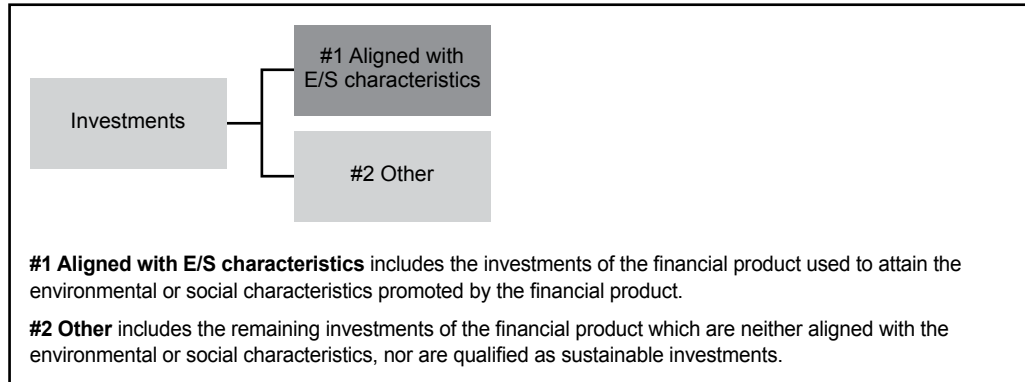 #1 Aligned with
E/S characteristics
Investments
#2 Other
#1 Aligned with E/S characteristics includes the investments of the financial product used to attain the
environmental or social characteristics promoted by the financial product.
#2 Other includes the remaining investments of the financial product which are neither aligned with the
environmental or social characteristics, nor are qualified as sustainable investments.